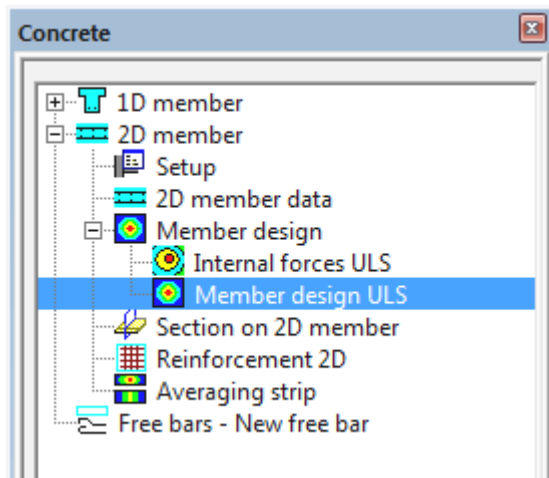 Concrete
1D member
2D member
Setup
2D member data
Member design
Internal forces ULS
Member design ULS
Section on 2D member
Reinforcement 2D
Averaging strip
Free bars - New free bar